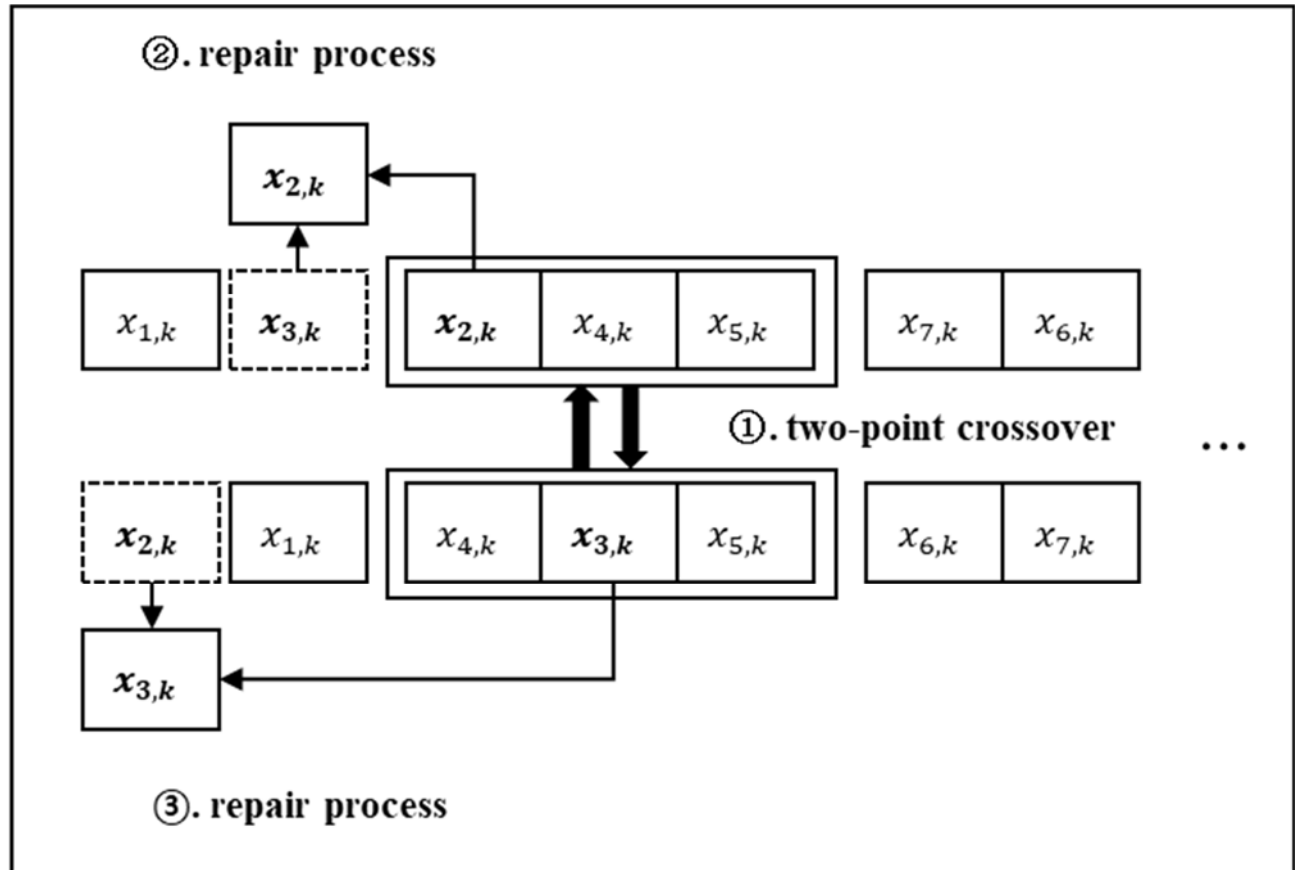 ②. repair process
x2,k
x1,k x3,k x2,k x4,k x5,k x7,k x6,k
①. two-point crossover ...
x2,k x1,k x4,k x3,k x5,k x6,k x7,k
x3,k
③. repair process